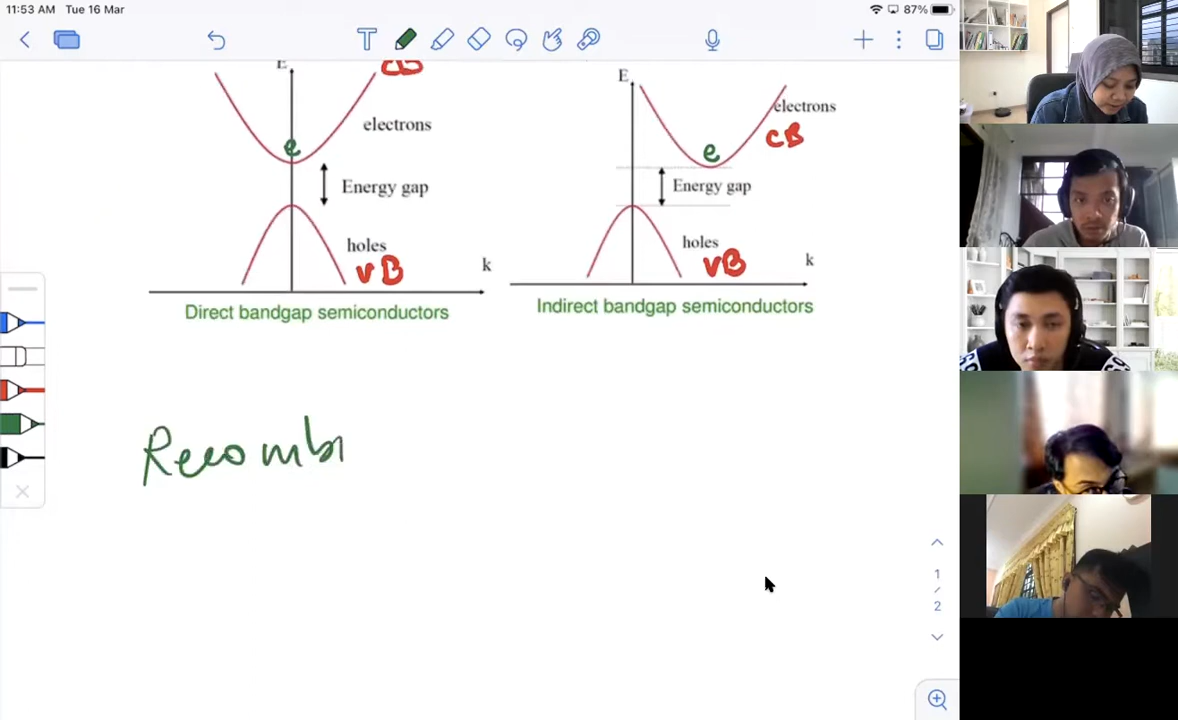 11:53 AM Tue 16 Mar
87%
T
E
CB
electrons
e
Energy gap
holes
VB
k
Direct bandgap semiconductors
E
electrons
CB
e
Energy gap
holes
VB
k
Indirect bandgap semiconductors
Recombi
1
/
2